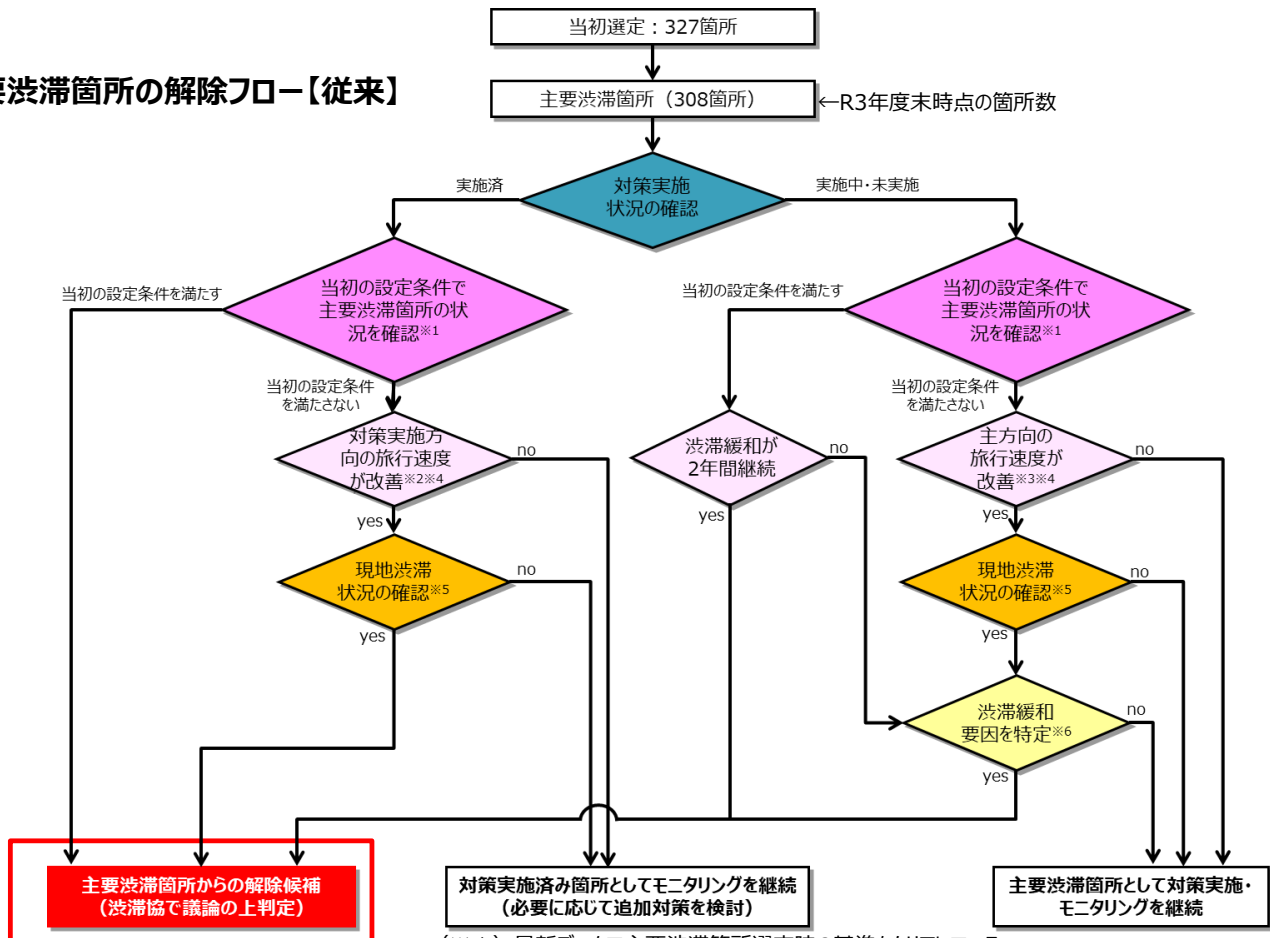 当初選定：327箇所
要渋滞箇所の解除フロー【従来】
主要渋滞箇所（308箇所）
←R3年度末時点の箇所数
対策実施
状況の確認
実施済
実施中・未実施
当初の設定条件で
主要渋滞箇所の状
況を確認※1
当初の設定条件を満たす
当初の設定条件
を満たさない
当初の設定条件で
主要渋滞箇所の状
況を確認※1
当初の設定条件を満たす
当初の設定条件
を満たさない
対策実施方
向の旅行速度
が改善※2※4
no
yes
渋滞緩和が
2年間継続
no
yes
主方向の
旅行速度が
改善※3※4
no
yes
現地渋滞
状況の確認※5
no
yes
現地渋滞
状況の確認※5
no
yes
渋滞緩和
要因を特定※6
no
yes
主要渋滞箇所からの解除候補
（渋滞協で議論の上判定）
対策実施済み箇所としてモニタリングを継続
（必要に応じて追加対策を検討）
主要渋滞箇所として対策実施・
モニタリングを継続